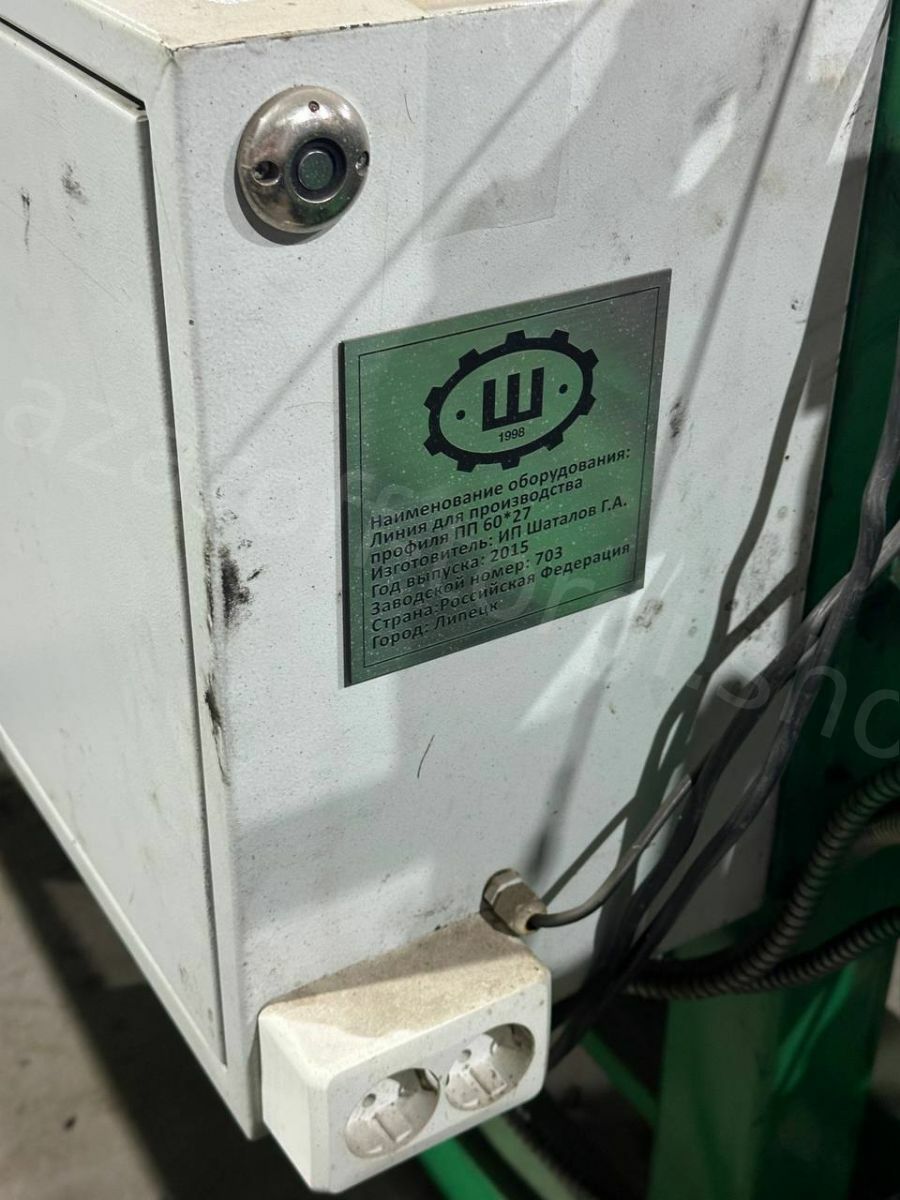 Ш
1998
Наименование оборудования:
Линия для производства
профиля ПП 60*27
Изготовитель: ИП Шаталов Г.А.
Год выпуска: 2015
Заводской номер: 703
Страна:Российская Федерация
Город: Липецк